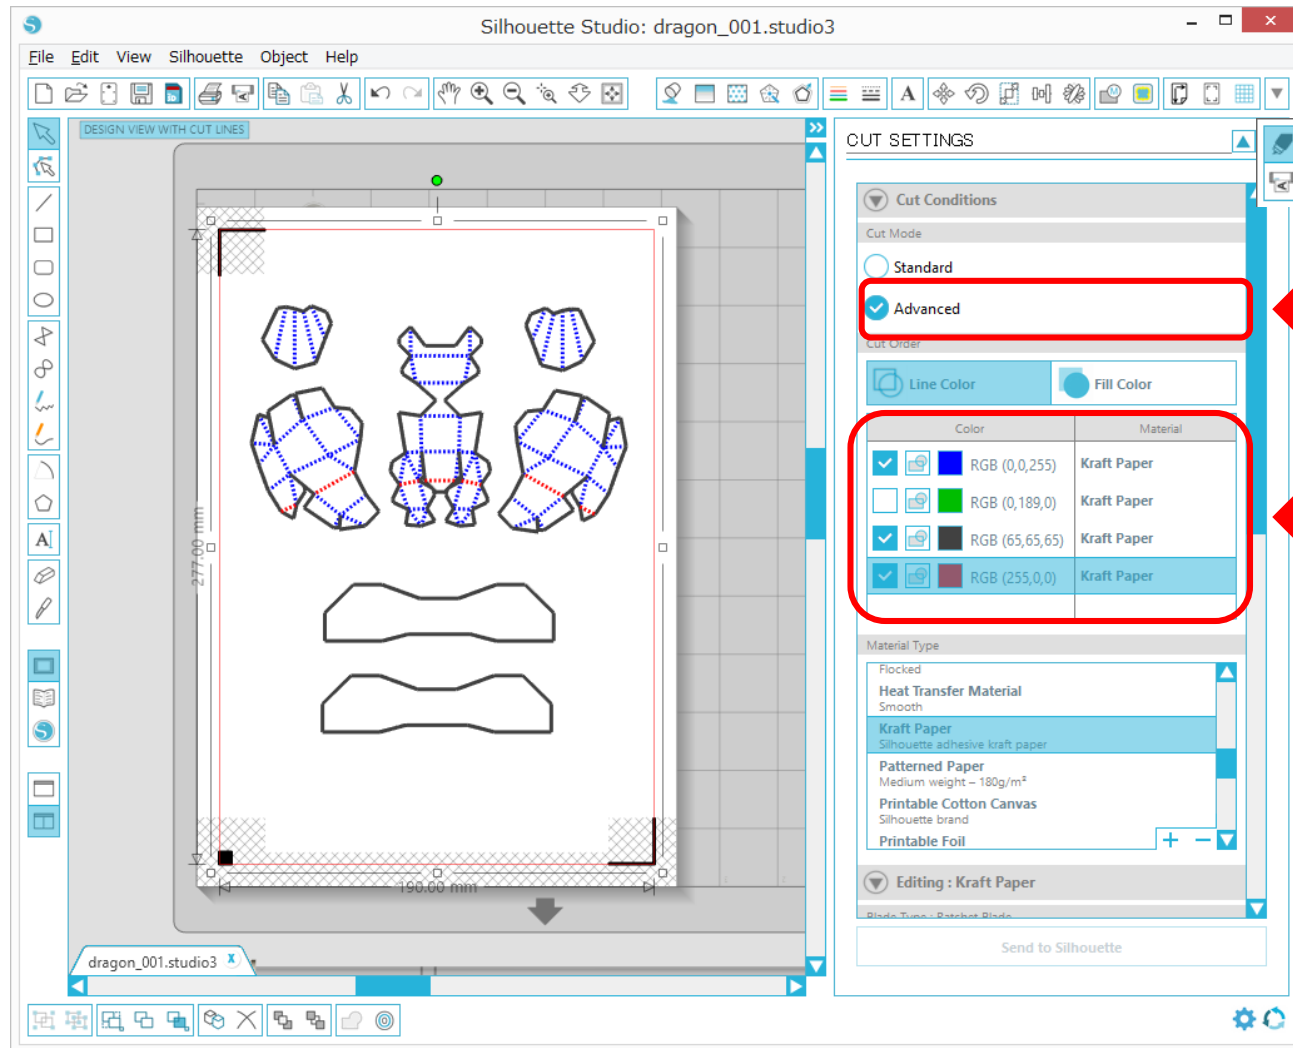 Silhouette Studio: dragon_001.studio3
File Edit View Silhouette Object Help
DESIGN VIEW WITH CUT LINES
CUT SETTINGS
Cut Conditions
Cut Mode
Standard
Advanced
Cut Order
Line Color
Fill Color
Color Material
RGB (0,0,255) Kraft Paper
RGB (0,189,0) Kraft Paper
RGB (65,65,65) Kraft Paper
RGB (255,0,0) Kraft Paper
277.00 mm
190.00 mm
Material Type
Flocked
Heat Transfer Material
Smooth
Kraft Paper
Silhouette adhesive kraft paper
Patterned Paper
Medium weight – 180g/m²
Printable Cotton Canvas
Silhouette brand
Printable Foil
Editing : Kraft Paper
Blade Type : Ratchet Blade
Send to Silhouette
dragon_001.studio3